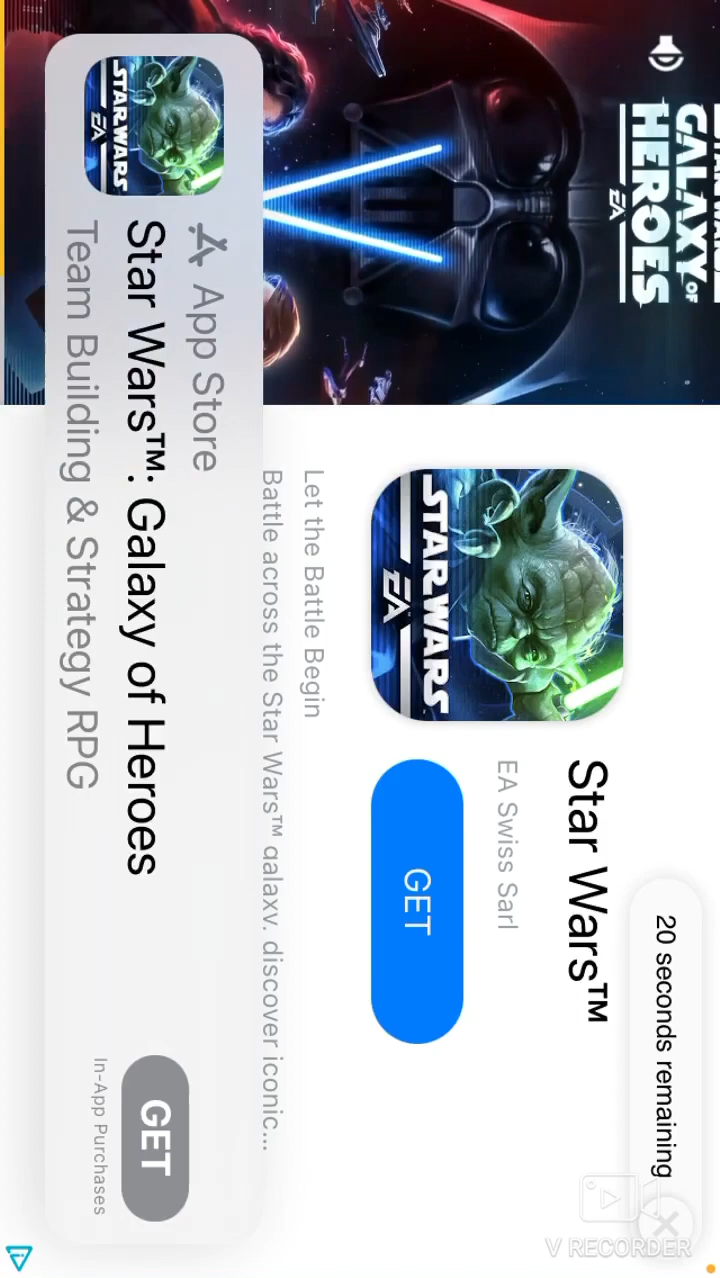 STAR WARS
GALAXY OF
HEROES
EA
20 seconds remaining
Star Wars™
EA Swiss Sarl
GET
STAR WARS
EA
Let the Battle Begin
Battle across the Star Wars™ galaxy, discover iconic...
App Store
Star Wars™: Galaxy of Heroes
Team Building & Strategy RPG
GET
In-App Purchases
STAR WARS
EA
V RECORDER